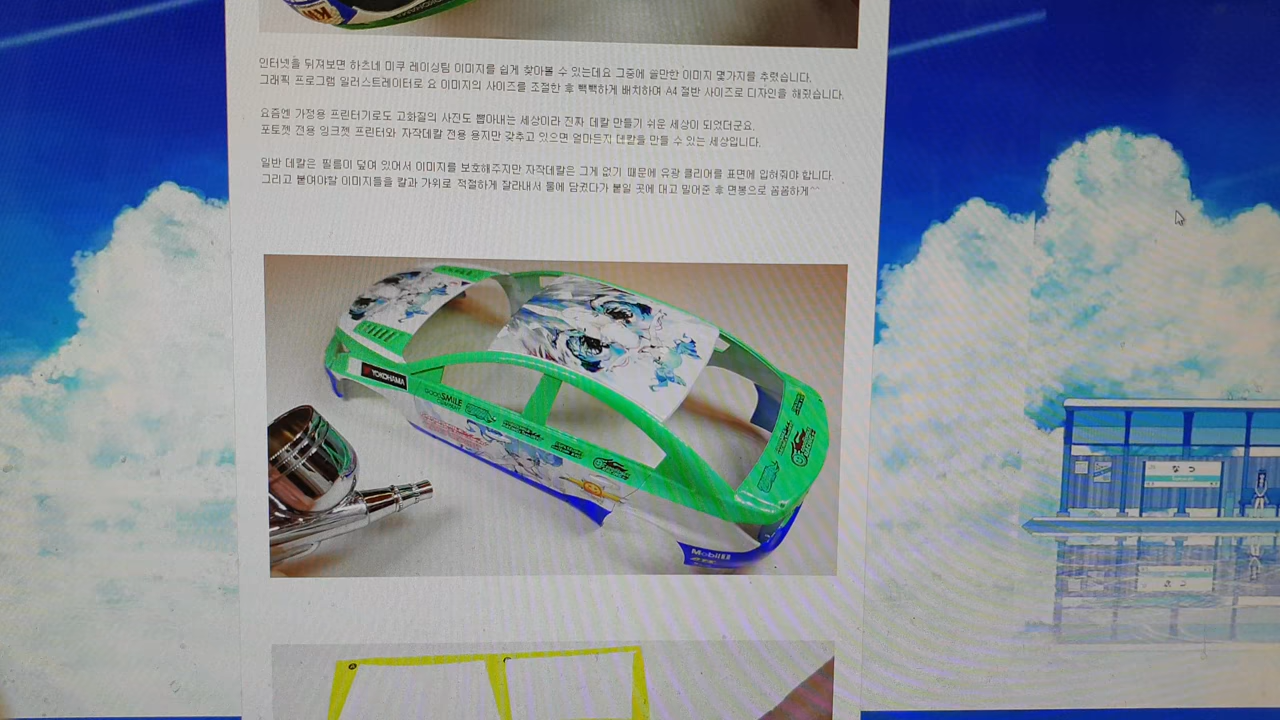 인터넷을 뒤져보면 하츠네 미쿠 레이싱팀 이미지를 쉽게 찾아볼 수 있는데요 그중에 쓸만한 이미지 몇가지를 추렸습니다.
그래픽 프로그램 일러스트레이터로 요 이미지의 사이즈를 조절한 후 빽빽하게 배치하여 A4 절반 사이즈로 디자인을 해줬습니다.
요즘엔 가정용 프린터기로도 고화질의 사진도 뽑아내는 세상이라 진짜 데칼 만들기 쉬운 세상이 되었더군요.
포토젯 전용 잉크젯 프린터와 자작데칼 전용 용지만 갖추고 있으면 얼마든지 데칼을 만들 수 있는 세상입니다.
일반 데칼은 필름이 덮여 있어서 이미지를 보호해주지만 자작데칼은 그게 없기 때문에 유광 클리어를 표면에 입혀줘야 합니다.
그리고 붙여야할 이미지들을 칼과 가위로 적절하게 잘라내서 물에 담궜다가 붙일 곳에 대고 밀어준 후 면봉으로 꼼꼼하게^^
YOKOHAMA
GOODSMILE
Mobil 1
なつ